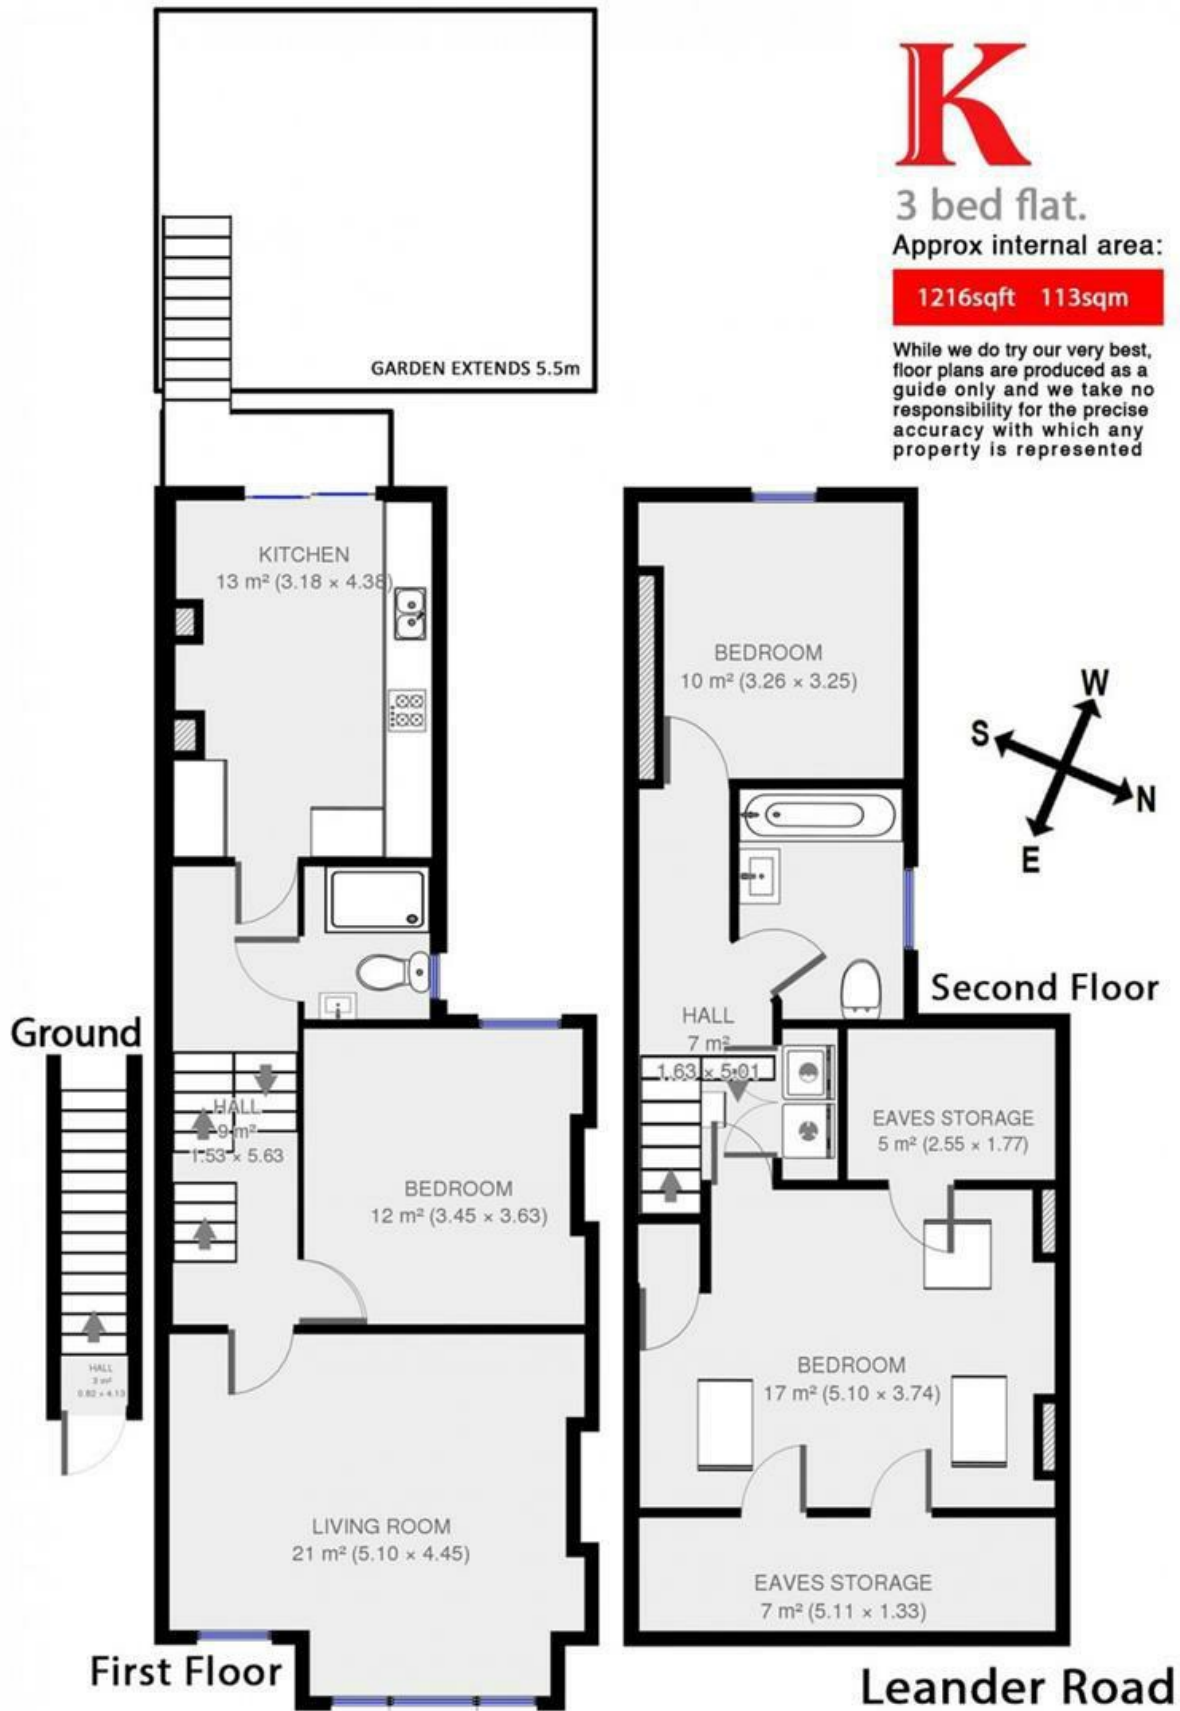 K
3 bed flat.
Approx internal area:
1216sqft 113sqm
While we do try our very best,
floor plans are produced as a
guide only and we take no
responsibility for the precise
accuracy with which any
property is represented
GARDEN EXTENDS 5.5m
KITCHEN
13 m² (3.18 × 4.38)
BEDROOM
10 m² (3.26 × 3.25)
W
S
N
E
Second Floor
Ground
HALL
7 m²
1.63 × 5.01
HALL
9 m²
1.53 × 5.63
EAVES STORAGE
5 m² (2.55 × 1.77)
BEDROOM
12 m² (3.45 × 3.63)
HALL
3 m²
0.82 × 4.13
BEDROOM
17 m² (5.10 × 3.74)
LIVING ROOM
21 m² (5.10 × 4.45)
EAVES STORAGE
7 m² (5.11 × 1.33)
First Floor
Leander Road